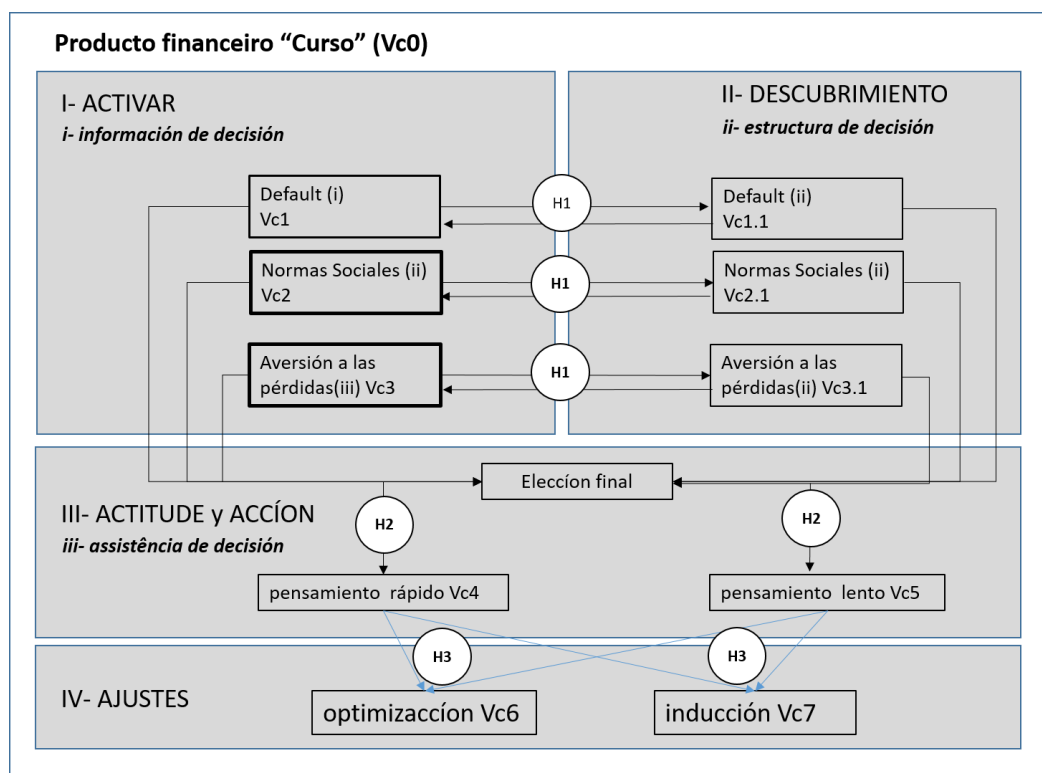 Producto financeiro “Curso” (Vc0)
I- ACTIVAR
i- información de decisión
II- DESCUBRIMIENTO
ii- estructura de decisión
Default (i)
Vc1
H1
Default (ii)
Vc1.1
Normas Sociales (ii)
Vc2
H1
Normas Sociales (ii)
Vc2.1
Aversión a las
pérdidas(iii) Vc3
H1
Aversión a las
pérdidas(ii) Vc3.1
Eleccíon final
III- ACTITUDE y ACCÍON
iii- assistência de decisión
H2
H2
pensamiento rápido Vc4
pensamiento lento Vc5
H3
H3
IV- AJUSTES
optimizaccíon Vc6
inducción Vc7